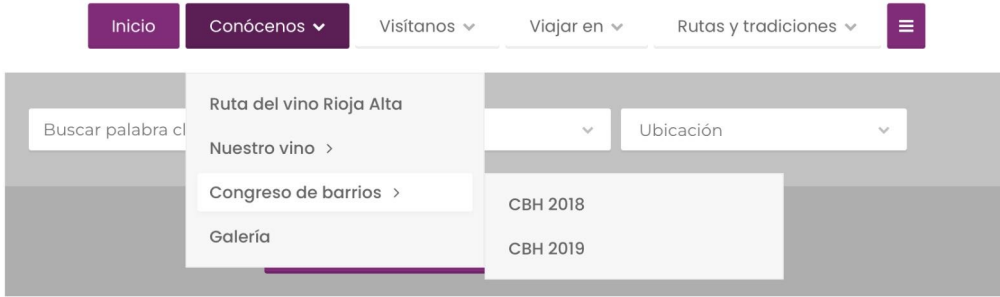 Inicio
Conócenos
Visítanos
Viajar en
Rutas y tradiciones
Ruta del vino Rioja Alta
Buscar palabra cl
Ubicación
Nuestro vino >
Congreso de barrios >
CBH 2018
Galería
CBH 2019